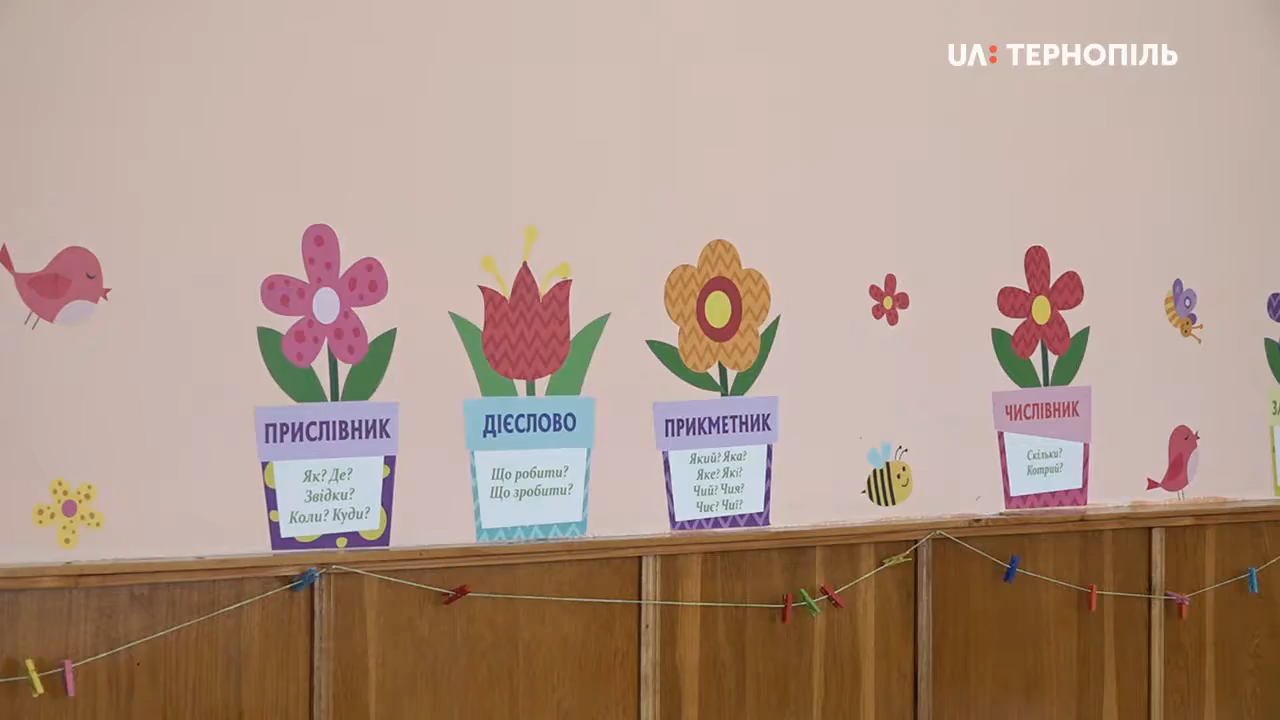 UA: ТЕРНОПІЛЬ
ПРИСЛІВНИК
Як? Де?
Звідки?
Коли? Куди?
ДІЄСЛОВО
Що робити?
Що зробити?
ПРИКМЕТНИК
Який? Яка?
Яке? Які?
Чий? Чия?
Чиє? Чиї?
ЧИСЛІВНИК
Скільки?
Котрий?